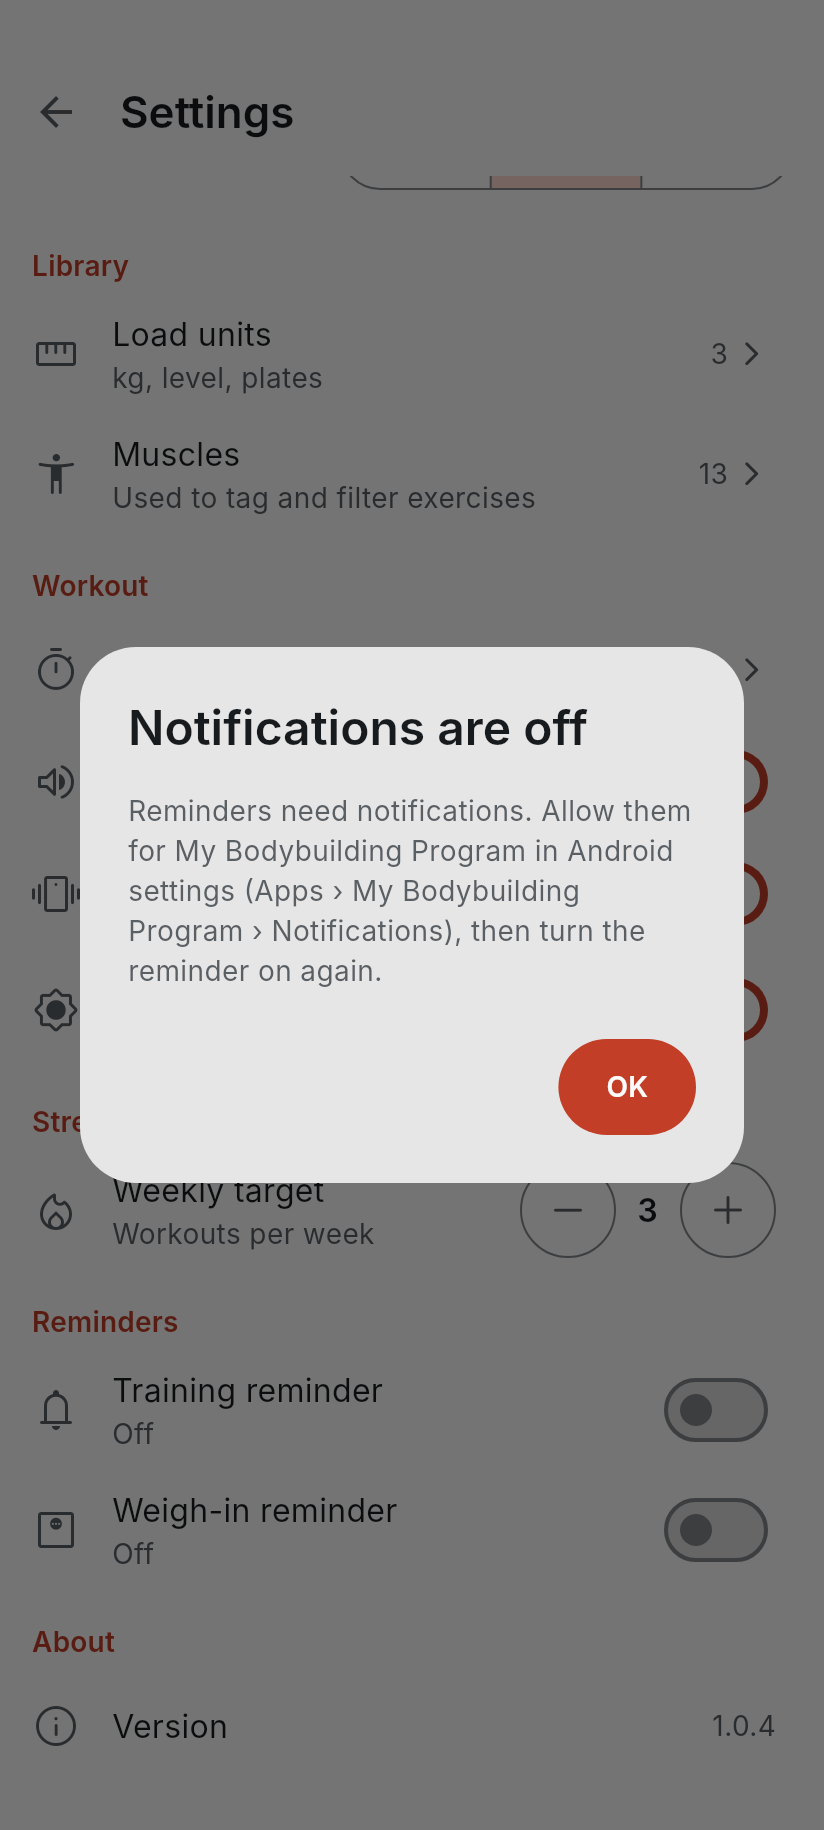 Settings
Library
Load units
kg, level, plates
3
Muscles
Used to tag and filter exercises
13
Workout
Notifications are off
Reminders need notifications. Allow them
for My Bodybuilding Program in Android
settings (Apps › My Bodybuilding
Program › Notifications), then turn the
reminder on again.
OK
Stre
Weekly target
Workouts per week
3
Reminders
Training reminder
Off
Weigh-in reminder
Off
About
Version
1.0.4